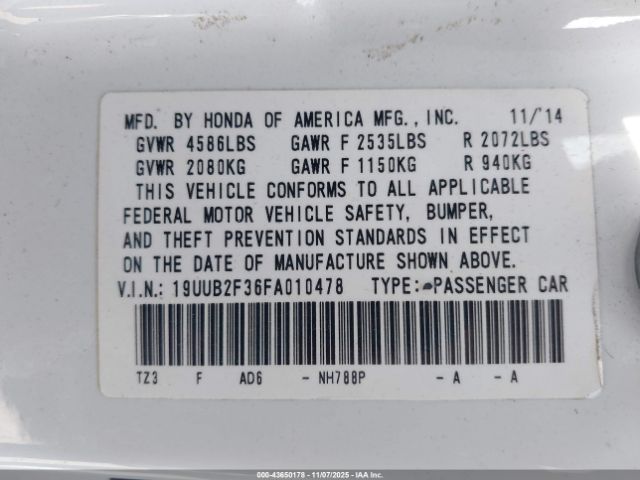 MFD. BY HONDA OF AMERICA MFG., INC. 11/'14
GVWR 4586LBS GAWR F 2535LBS R 2072LBS
GVWR 2080KG GAWR F 1150KG R 940KG
THIS VEHICLE CONFORMS TO ALL APPLICABLE
FEDERAL MOTOR VEHICLE SAFETY, BUMPER,
AND THEFT PREVENTION STANDARDS IN EFFECT
ON THE DATE OF MANUFACTURE SHOWN ABOVE.
V.I.N.: 19UUB2F36FA010478 TYPE: PASSENGER CAR
TZ3 F AD6 - NH788P - A - A
000-43650178 - 11/07/2025 - IAA Inc.